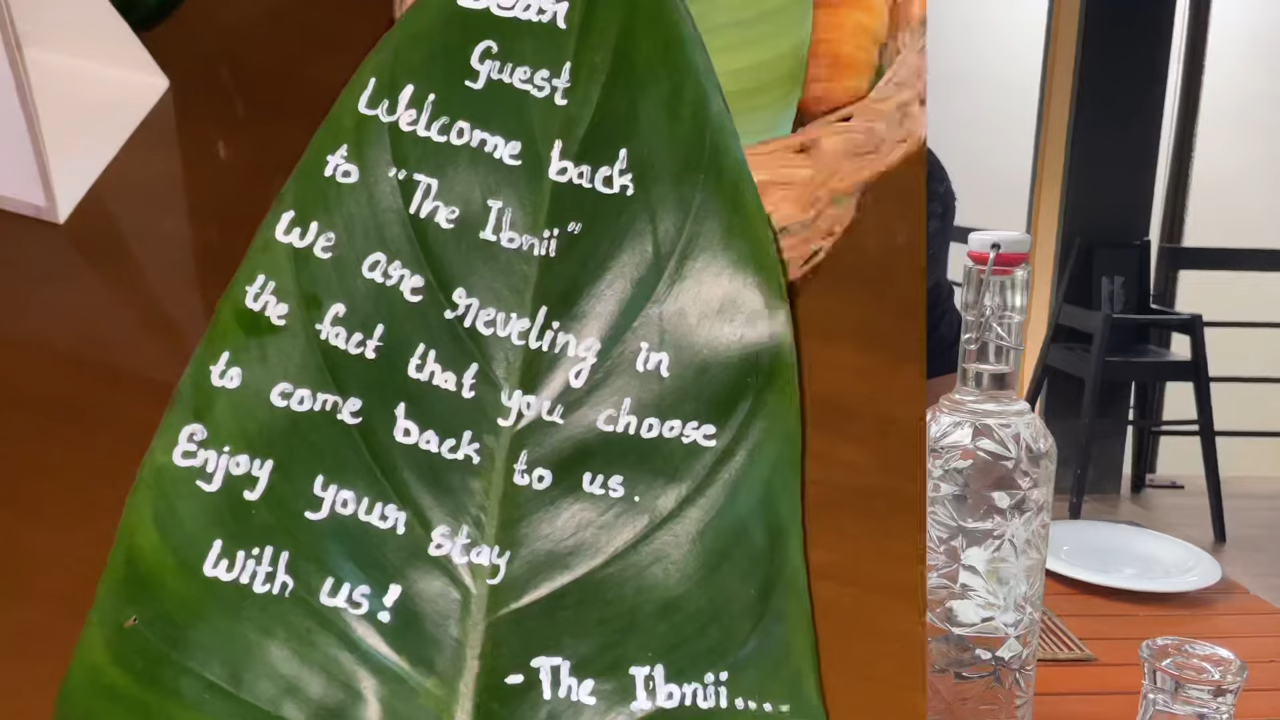 Dear
Guest
Welcome back
to "The Ibnii"
We are reveling in
the fact that you choose
to come back to us.
Enjoy your stay
With us!
-The Ibnii....